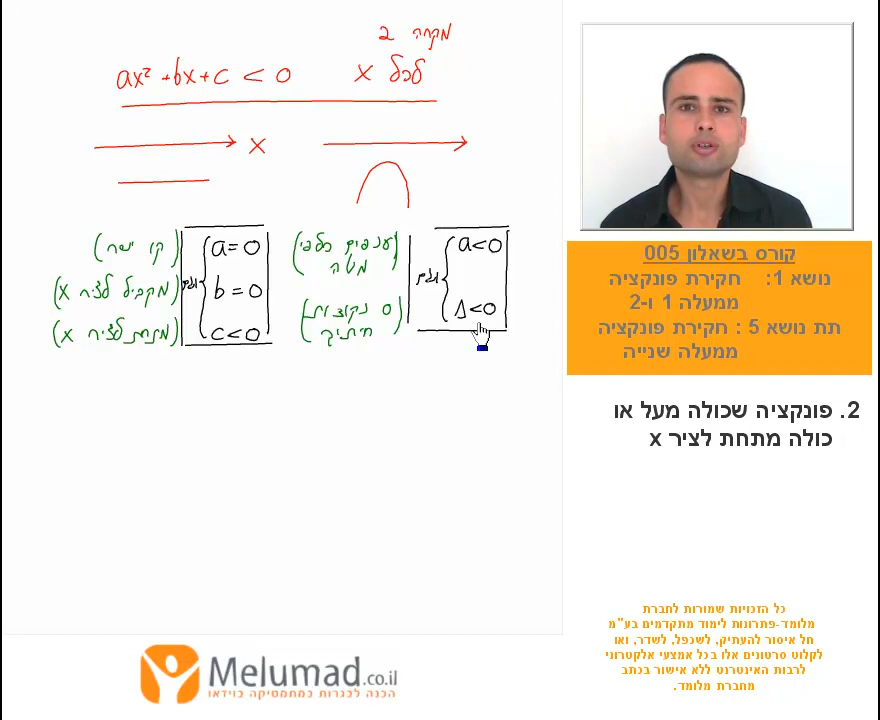 מקרה 2
ax² + bx + c < 0 לכל x
x
וגם
a < 0
Δ < 0
(ענפים כלפי מטה)
(0 נקודות חיתוך)
וגם
a = 0
b = 0
c < 0
(קו ישר)
(מקביל לציר x)
(מתחת לציר x)
קורס בשאלון 005
נושא 1: חקירת פונקציה
ממעלה 1 ו-2
תת נושא 5 : חקירת פונקציה
ממעלה שנייה
2. פונקציה שכולה מעל או
כולה מתחת לציר x
כל הזכויות שמורות לחברת
מלומד-פתרונות לימוד מתקדמים בע"מ
חל איסור להעתיק, לשכפל, לשדר, ואו
לקלוט סרטונים אלו בכל אמצעי אלקטרוני
לרבות האינטרנט ללא אישור בכתב
מחברת מלומד.
Melumad.co.il
הכנה לבגרות במתמטיקה בוידאו